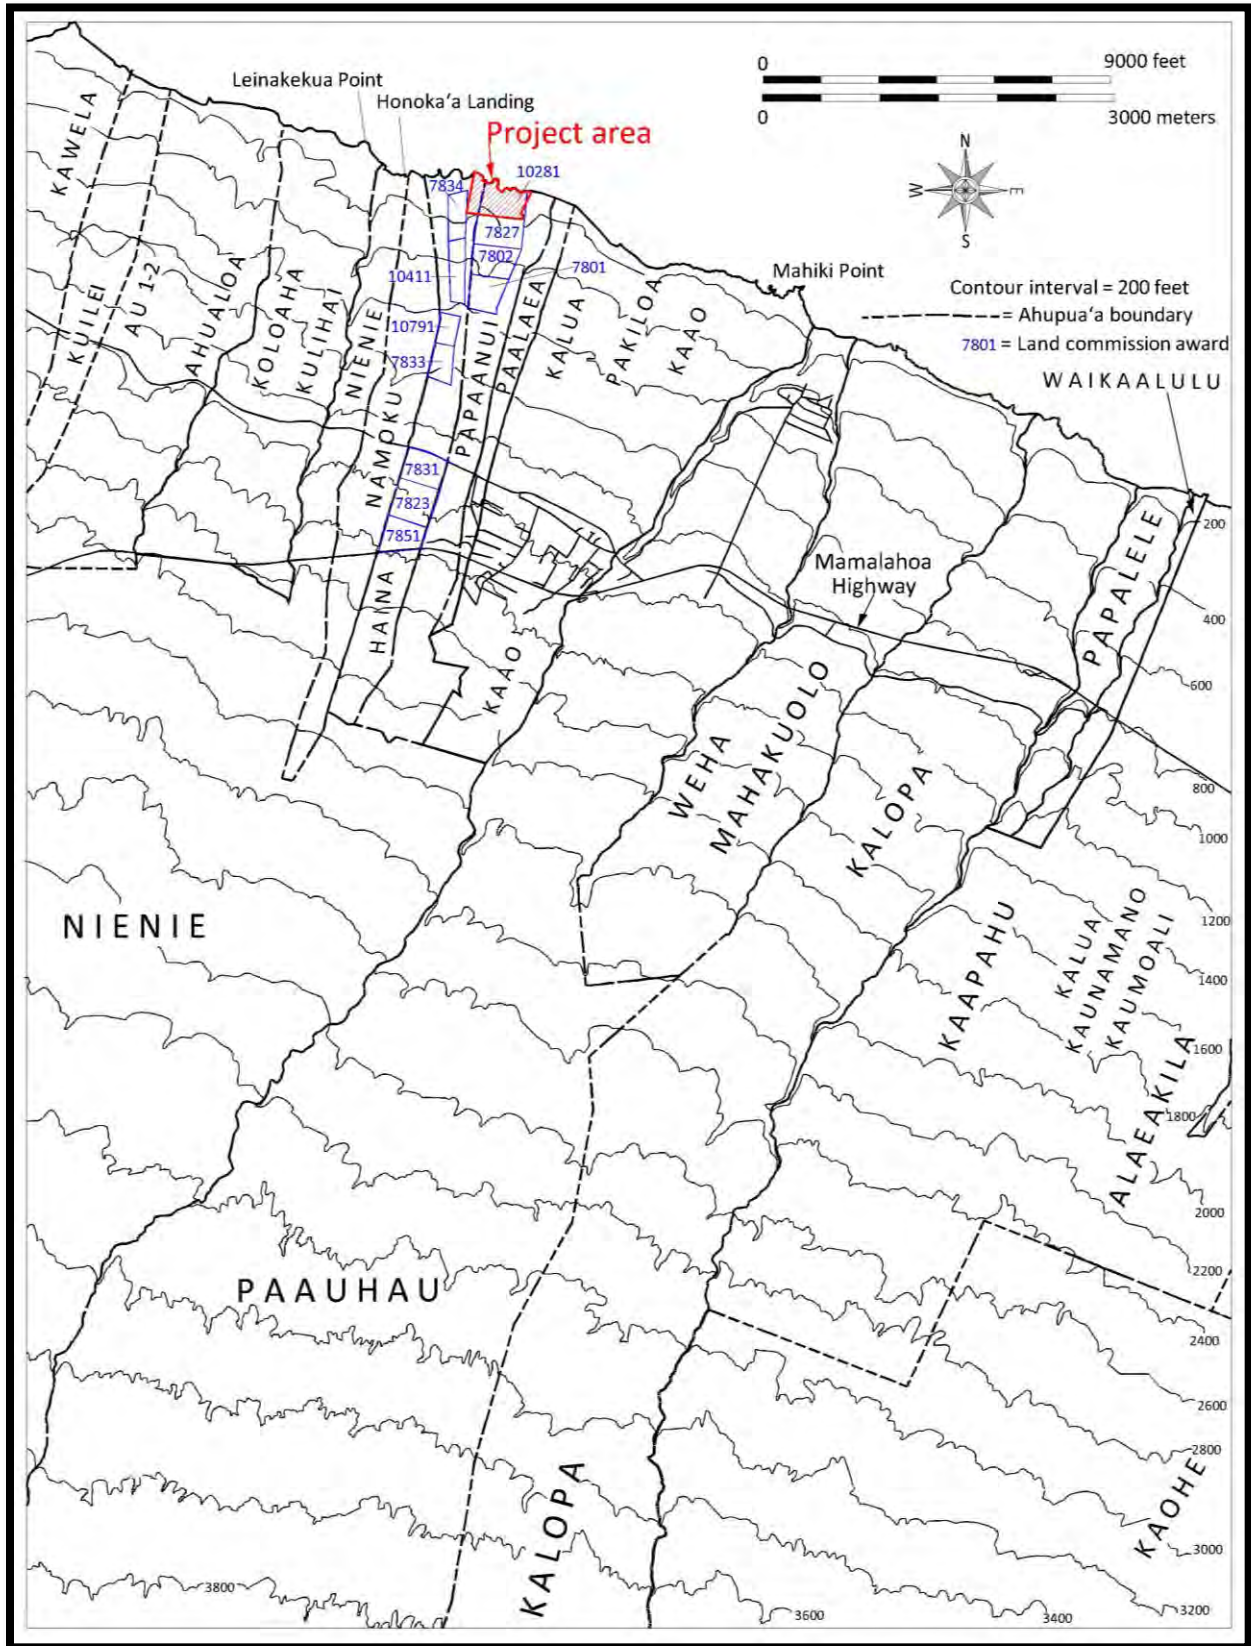 0 9000 feet
0 3000 meters
Leinakekua Point
Honoka‘a Landing
Project area
N
W E
S
KAWELA
7834
10281
7827
7802
7801
10411
10791
7833
7831
7823
7851
Mahiki Point
Contour interval = 200 feet
= Ahupua‘a boundary
7801 = Land commission award
WAIKAALULU
KUILEI
AU 1-2
AHUALOA
KOLOAHA
KULIHAI
NIENIE
NAMOKU
HAINA
PAPAANUI
PAALAEA
KALUA
PAKILOA
KAAO
KAAO
Mamalahoa
Highway
PAPALELE
200
400
600
800
1000
1200
1400
1600
1800
2000
2200
2400
2600
2800
3000
3200
3400
3600
3800
WEHA
MAHAKUOLO
KALOPA
KAAPAHU
KALUA
KAUNAMANO
KAUMOALI
ALAEAKILA
NIENIE
PAAUHAU
KALOPA
KAOHE